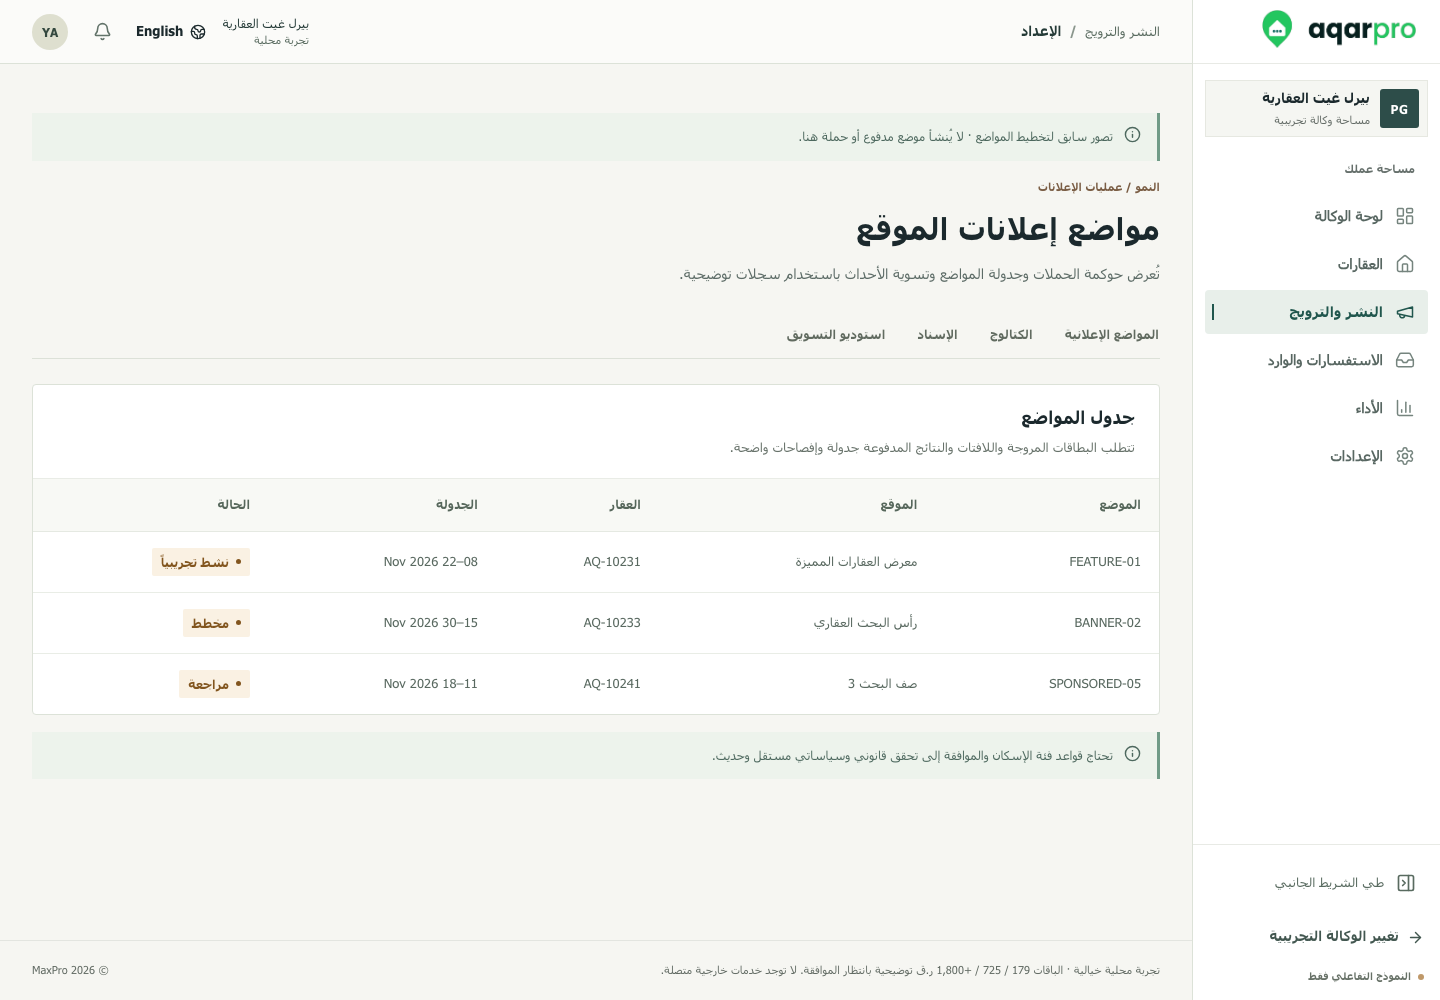 aqarpro
PG
بيرل غيت العقارية
مساحة وكالة تجريبية
مساحة عملك
لوحة الوكالة
العقارات
النشر والترويج
الاستفسارات والوارد
الأداء
الإعدادات
طي الشريط الجانبي
تغيير الوكالة التجريبية
النموذج التفاعلي فقط
النشر والترويج / الإعداد
بيرل غيت العقارية
تجربة محلية
English
YA
تصور سابق لتخطيط المواضع · لا يُنشأ موضع مدفوع أو حملة هنا.
النمو / عمليات الإعلانات
مواضع إعلانات الموقع
تُعرض حوكمة الحملات وجدولة المواضع وتسوية الأحداث باستخدام سجلات توضيحية.
المواضع الإعلانية الكتالوج الإسناد استوديو التسويق
جدول المواضع
تتطلب البطاقات المروجة واللافتات والنتائج المدفوعة جدولة وإفصاحات واضحة.
الموضع الموقع العقار الجدولة الحالة
FEATURE-01 معرض العقارات المميزة AQ-10231 08–22 Nov 2026 نشط تجريبياً
BANNER-02 رأس البحث العقاري AQ-10233 15–30 Nov 2026 مخطط
SPONSORED-05 صف البحث 3 AQ-10241 11–18 Nov 2026 مراجعة
تحتاج قواعد فئة الإسكان والموافقة إلى تحقق قانوني وسياساتي مستقل وحديث.
تجربة محلية خيالية · الباقات 179 / 725 / +1,800 ر.ق توضيحية بانتظار الموافقة. لا توجد خدمات خارجية متصلة.
© 2026 MaxPro